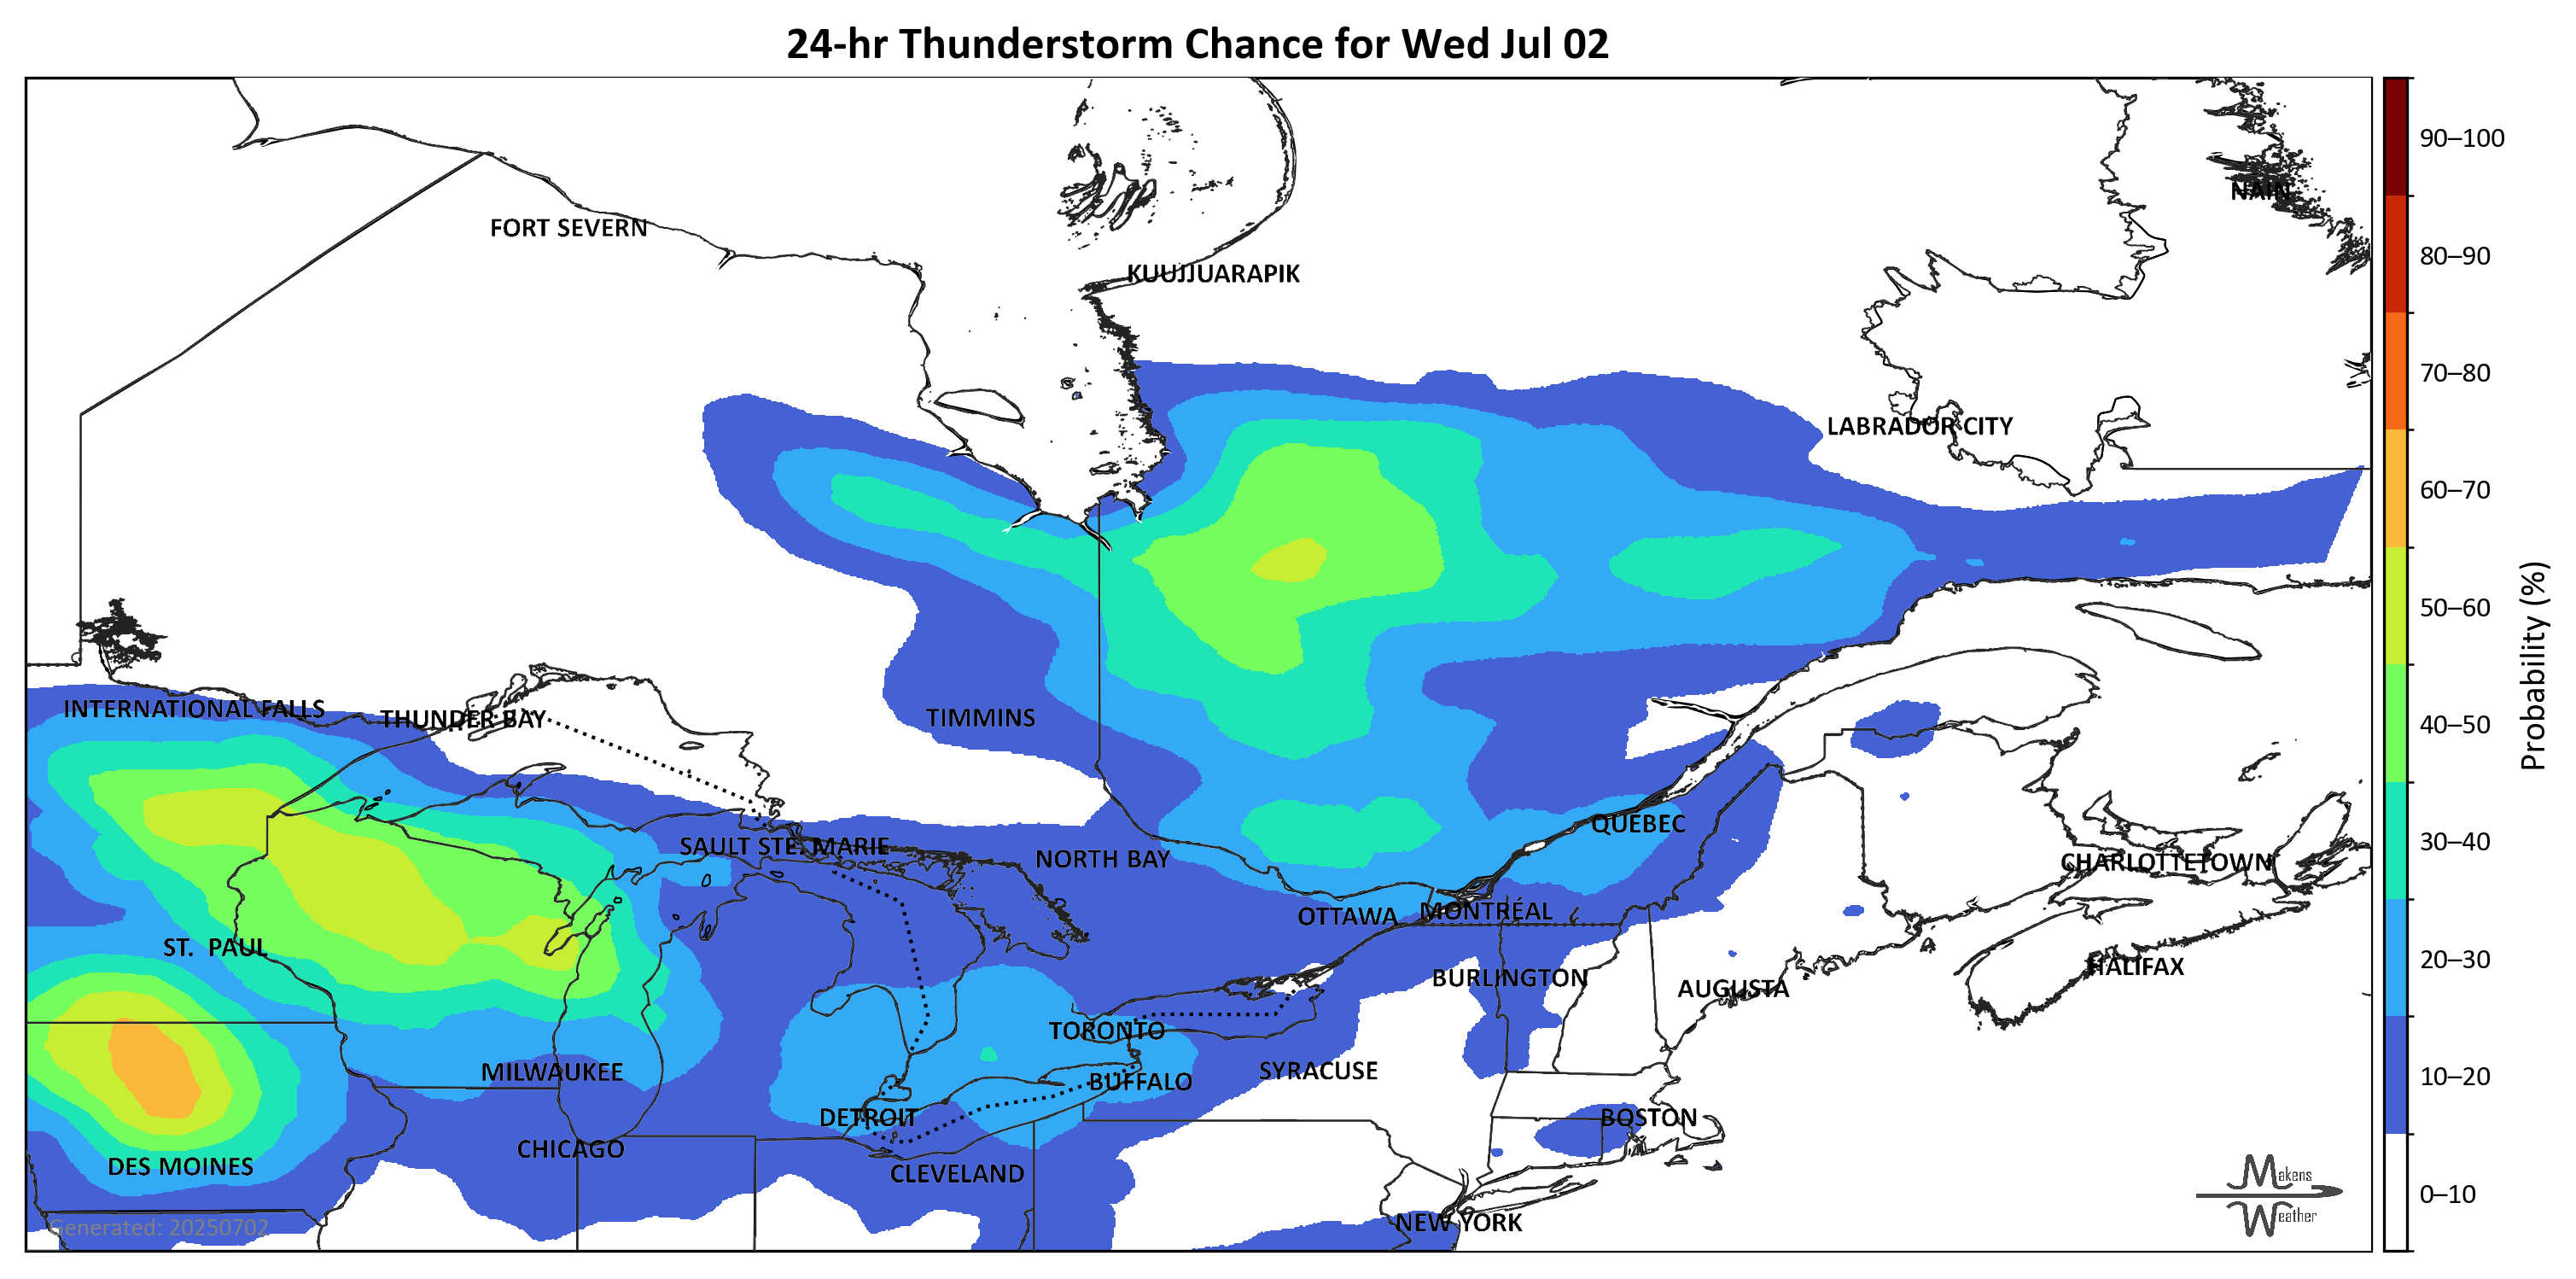 24-hr Thunderstorm Chance for Wed Jul 02
90–100
NAIN
FORT SEVERN
80–90
KUUJJUARAPIK
70–80
LABRADOR CITY
60–70
50–60
Probability (%)
INTERNATIONAL FALLS
THUNDER BAY
TIMMINS
40–50
QUEBEC
30–40
SAULT STE. MARIE
NORTH BAY
CHARLOTTETOWN
OTTAWA
MONTRÉAL
ST. PAUL
20–30
HALIFAX
BURLINGTON
AUGUSTA
TORONTO
MILWAUKEE
SYRACUSE
10–20
BUFFALO
DETROIT
BOSTON
CHICAGO
DES MOINES
CLEVELAND
Makens
Weather
0–10
NEW YORK
Generated: 20250702